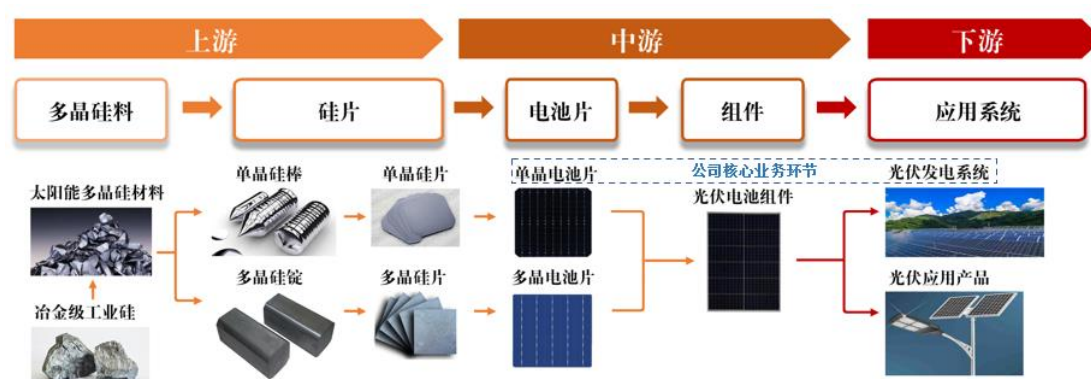 上游
中游
下游
多晶硅料
硅片
电池片
组件
应用系统
公司核心业务环节
太阳能多晶硅材料
单晶硅棒
单晶硅片
单晶电池片
光伏电池组件
光伏发电系统
冶金级工业硅
多晶硅锭
多晶硅片
多晶电池片
光伏应用产品